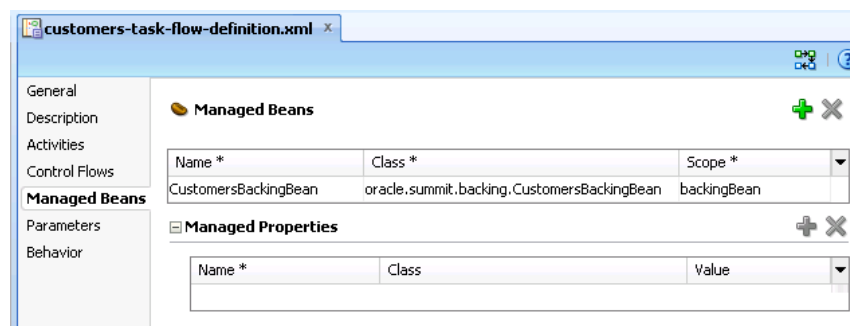 customers-task-flow-definition.xml x
General
Description
Activities
Control Flows
Managed Beans
Parameters
Behavior
Managed Beans
Name * Class * Scope *
CustomersBackingBean oracle.summit.backing.CustomersBackingBean backingBean
Managed Properties
Name * Class Value